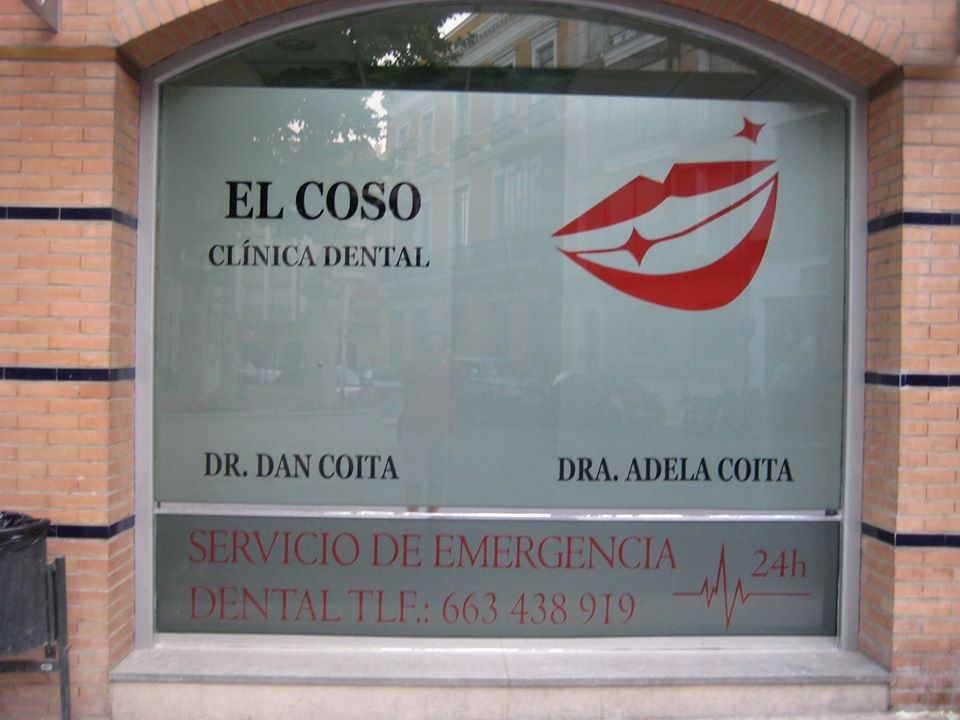 EL COSO
CLÍNICA DENTAL
DR. DAN COITA
DRA. ADELA COITA
SERVICIO DE EMERGENCIA
DENTAL TLF.: 663 438 919
24h